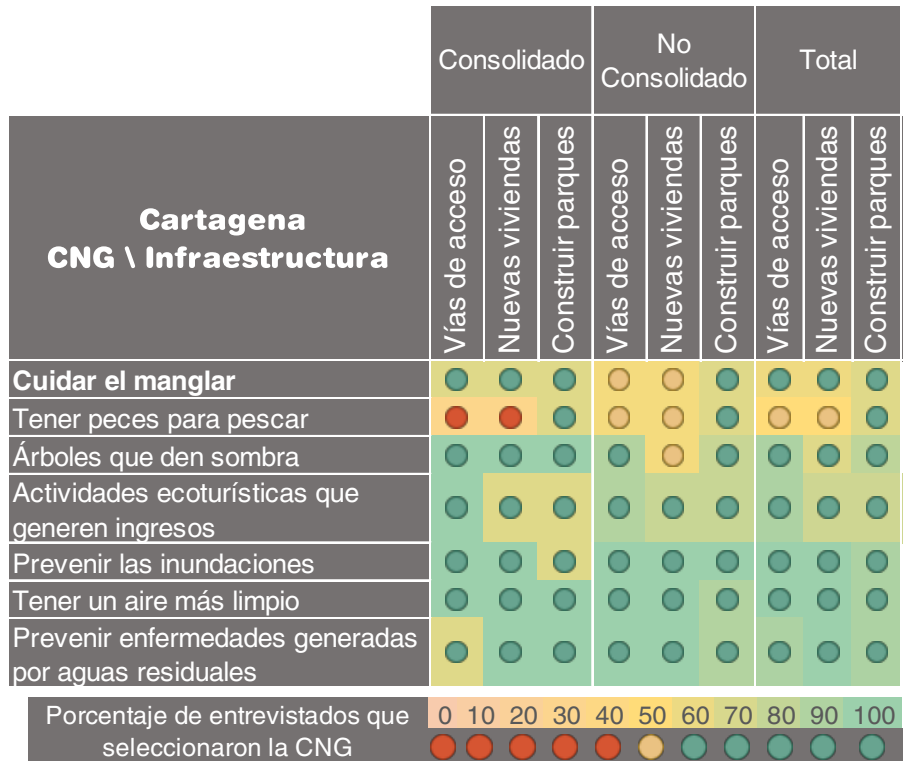 Consolidado
No
Consolidado
Total
Cartagena
CNG \ Infraestructura
Vías de acceso
Nuevas viviendas
Construir parques
Vías de acceso
Nuevas viviendas
Construir parques
Vías de acceso
Nuevas viviendas
Construir parques
Cuidar el manglar
Tener peces para pescar
Árboles que den sombra
Actividades ecoturísticas que
generen ingresos
Prevenir las inundaciones
Tener un aire más limpio
Prevenir enfermedades generadas
por aguas residuales
Porcentaje de entrevistados que
seleccionaron la CNG
0 10 20 30 40 50 60 70 80 90 100